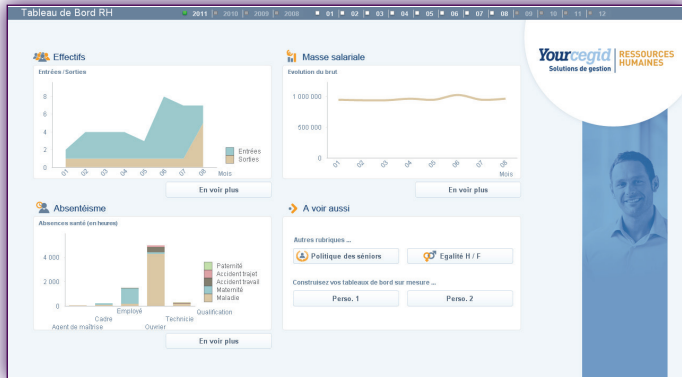 Tableau de Bord RH
2011 2010 2009 2008 01 02 03 04 05 06 07 08 09 10 11 12
Yourcegid RESSOURCES
HUMAINES
Solutions de gestion
Effectifs
Entrées / Sorties
8
6
4
2
0
01 02 03 04 05 06 07 08 Mois
Entrées
Sorties
En voir plus
Masse salariale
Evolution du brut
1 000 000
500 000
0
01 02 03 04 05 06 07 08
Mois
En voir plus
Absentéisme
Absences santé (en heures)
4 000
2 000
0
Paternité
Accident trajet
Accident travail
Maternité
Maladie
Agent de maîtrise Cadre Employé Ouvrier Technicie Qualification
En voir plus
A voir aussi
Autres rubriques ...
Politique des séniors
Egalité H / F
Construisez vos tableaux de bord sur mesure ...
Perso. 1
Perso. 2